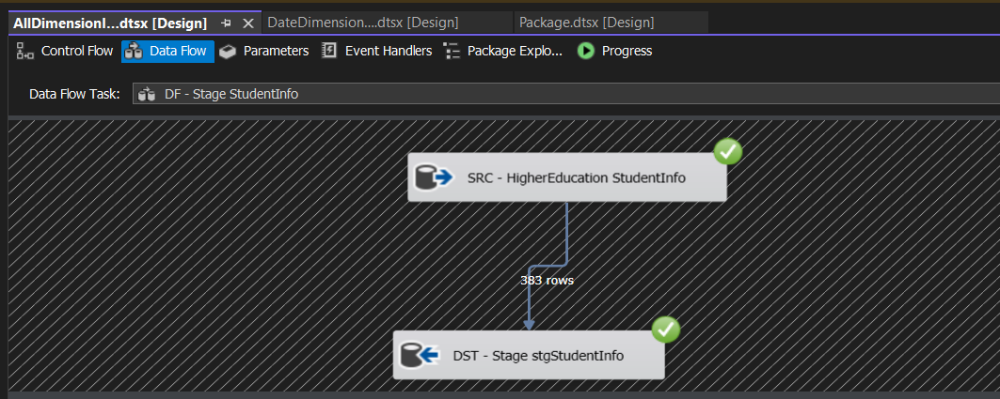 AllDimensionI...dtsx [Design] DateDimension....dtsx [Design] Package.dtsx [Design]
Control Flow Data Flow Parameters Event Handlers Package Explo... Progress
Data Flow Task: DF - Stage StudentInfo
SRC - HigherEducation StudentInfo
383 rows
DST - Stage stgStudentInfo